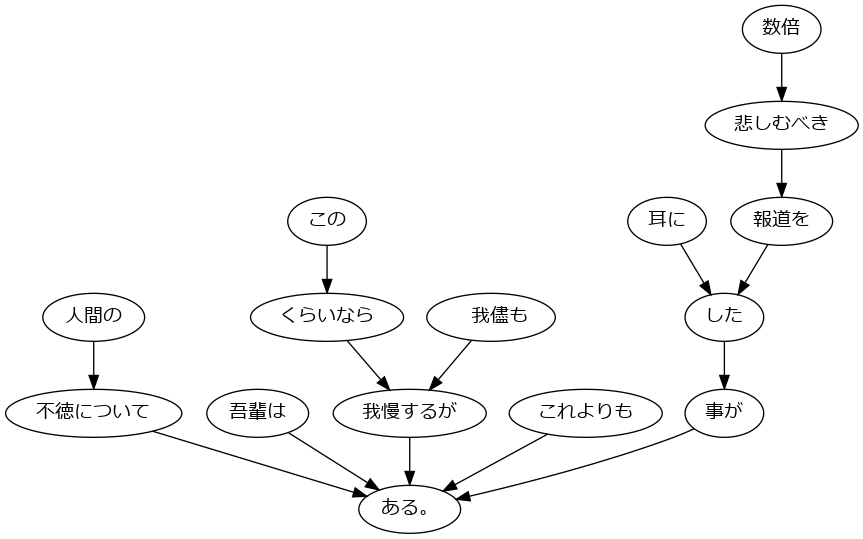 数倍
悲しむべき
この
耳に
報道を
人間の
くらいなら
我儘も
した
不徳について
吾輩は
我慢するが
これよりも
事が
ある。